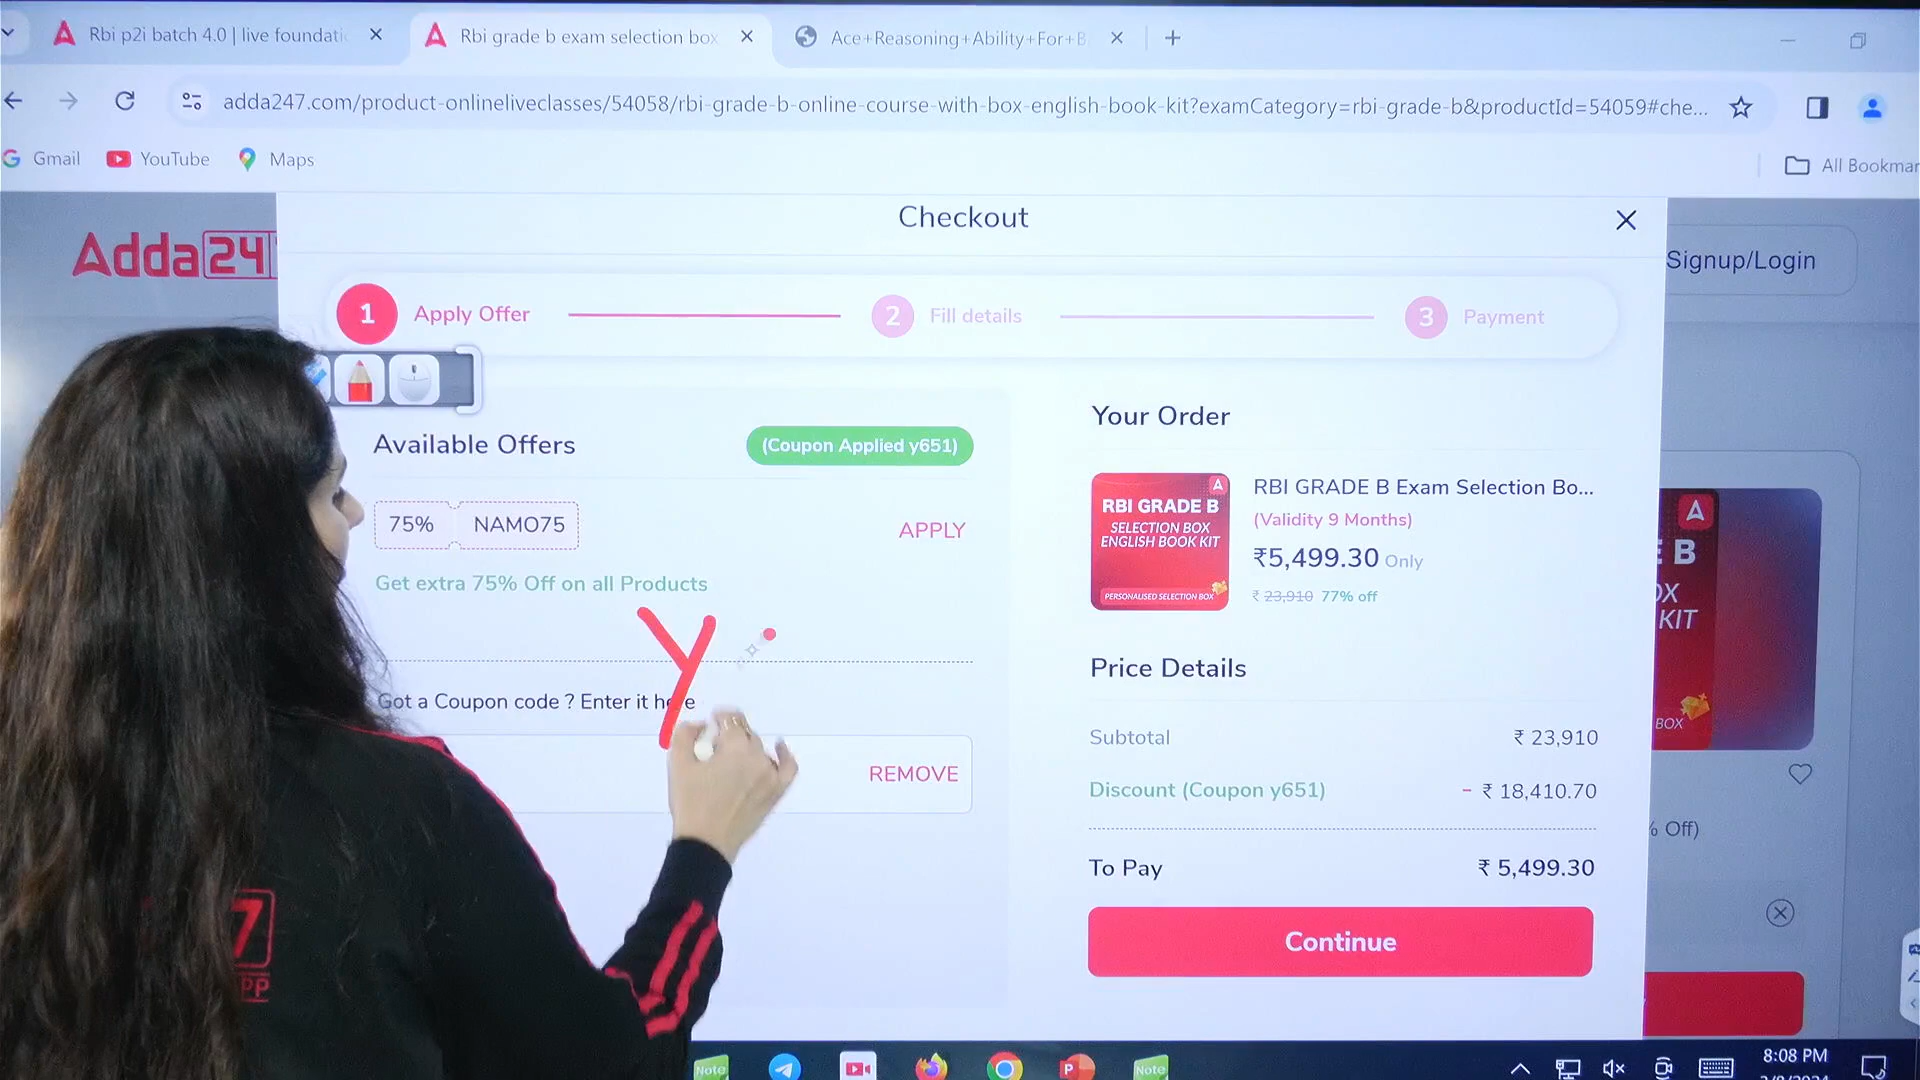 Rbi p2i batch 4.0 | live foundati
Rbi grade b exam selection box
Ace+Reasoning+Ability+For+B
adda247.com/product-onlineliveclasses/54058/rbi-grade-b-online-course-with-box-english-book-kit?examCategory=rbi-grade-b&productId=54059#che...
Gmail
YouTube
Maps
All Bookmar
Checkout
Adda24
Signup/Login
1 Apply Offer
2 Fill details
3 Payment
Available Offers
(Coupon Applied y651)
75% NAMO75
APPLY
Get extra 75% Off on all Products
Y
Got a Coupon code ? Enter it here
REMOVE
Your Order
RBI GRADE B
SELECTION BOX
ENGLISH BOOK KIT
PERSONALISED SELECTION BOX
RBI GRADE B Exam Selection Bo...
(Validity 9 Months)
₹5,499.30 Only
₹ 23,910 77% off
Price Details
Subtotal ₹ 23,910
Discount (Coupon y651) - ₹ 18,410.70
To Pay ₹ 5,499.30
Continue
E B
OX
KIT
BOX
% Off)
7
PP
Note
P
Note
8:08 PM